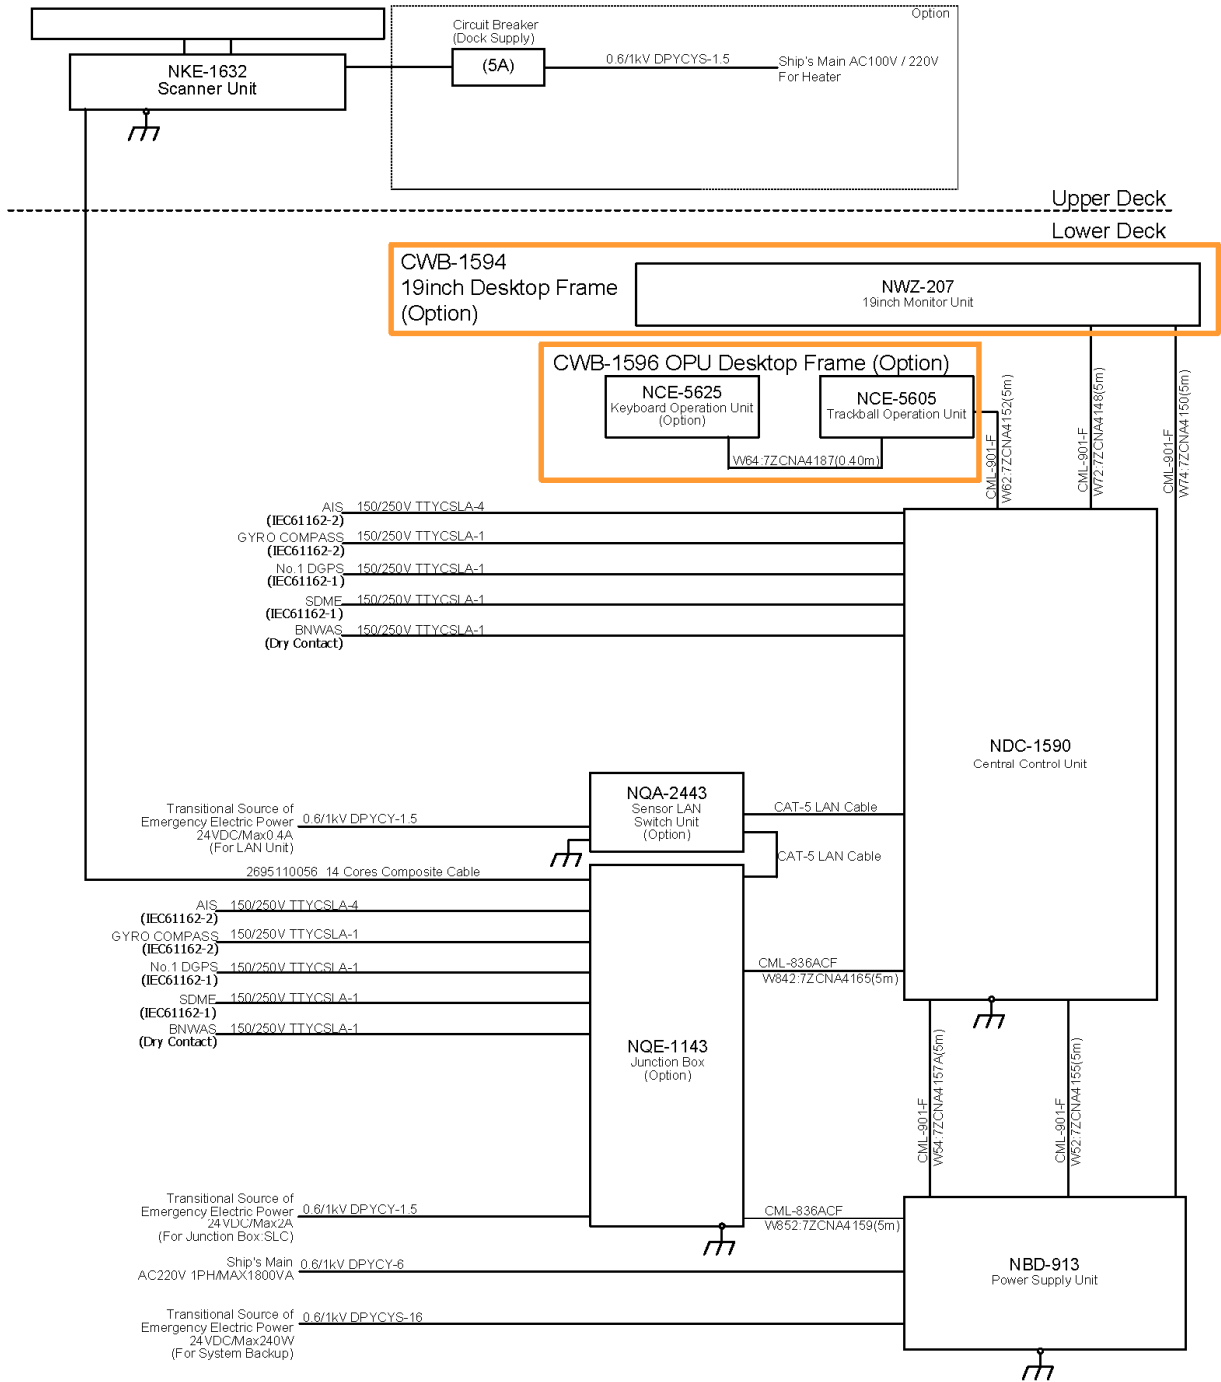 Option
Circuit Breaker
(Dock Supply)
(5A)
0.6/1kV DPYCYS-1.5
Ship's Main AC100V / 220V
For Heater
NKE-1632
Scanner Unit
Upper Deck
Lower Deck
CWB-1594
19inch Desktop Frame
(Option)
NWZ-207
19inch Monitor Unit
CWB-1596 OPU Desktop Frame (Option)
NCE-5625
Keyboard Operation Unit
(Option)
NCE-5605
Trackball Operation Unit
W64:7ZCNA4187(0.40m)
CML-901-F
W62:7ZCNA4152(5m)
CML-901-F
W72:7ZCNA4148(5m)
CML-901-F
W74:7ZCNA4150(5m)
AIS 150/250V TTYCSLA-4
(IEC61162-2)
GYRO COMPASS 150/250V TTYCSLA-1
(IEC61162-2)
No.1 DGPS 150/250V TTYCSLA-1
(IEC61162-1)
SDME 150/250V TTYCSLA-1
(IEC61162-1)
BNWAS 150/250V TTYCSLA-1
(Dry Contact)
NDC-1590
Central Control Unit
NQA-2443
Sensor LAN
Switch Unit
(Option)
CAT-5 LAN Cable
CAT-5 LAN Cable
Transitional Source of
Emergency Electric Power 0.6/1kV DPYCY-1.5
24VDC/Max0.4A
(For LAN Unit)
2695110056 14 Cores Composite Cable
AIS 150/250V TTYCSLA-4
(IEC61162-2)
GYRO COMPASS 150/250V TTYCSLA-1
(IEC61162-2)
No.1 DGPS 150/250V TTYCSLA-1
(IEC61162-1)
SDME 150/250V TTYCSLA-1
(IEC61162-1)
BNWAS 150/250V TTYCSLA-1
(Dry Contact)
CML-836ACF
W842:7ZCNA4165(5m)
NQE-1143
Junction Box
(Option)
CML-901-F
W54:7ZCNA4157A(5m)
CML-901-F
W52:7ZCNA4155(5m)
Transitional Source of
Emergency Electric Power 0.6/1kV DPYCY-1.5
24VDC/Max2A
(For Junction Box:SLC)
CML-836ACF
W852:7ZCNA4159(5m)
Ship's Main 0.6/1kV DPYCY-6
AC220V 1PH/MAX1800VA
NBD-913
Power Supply Unit
Transitional Source of
Emergency Electric Power 0.6/1kV DPYCYS-16
24VDC/Max240W
(For System Backup)